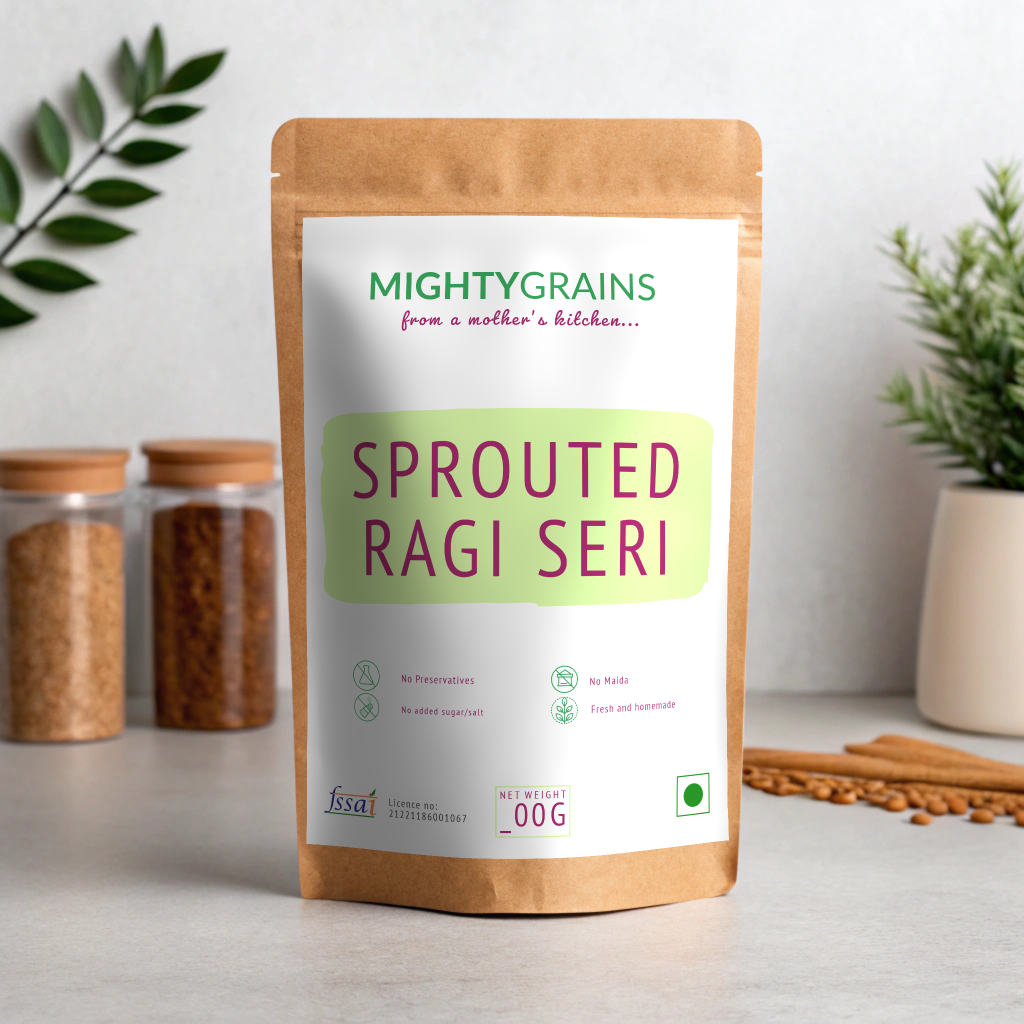 MIGHTYGRAINS
from a mother's kitchen...
SPROUTED
RAGI SERI
No Preservatives
No Maida
No added sugar/salt
Fresh and homemade
fssai
Licence no:
21221186001067
NET WEIGHT
_00G